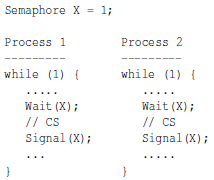 Semaphore X = 1;
Process 1    Process 2
---------    ---------
while (1) {    while (1) {
.....    .....
Wait(X);    Wait(X);
// CS    // CS
Signal(X);    Signal(X);
...    .....
}    }